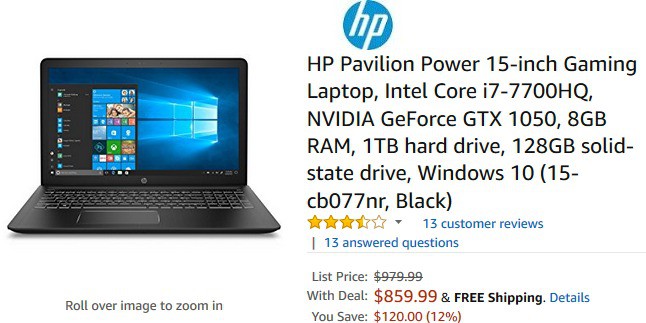 hp
HP Pavilion Power 15-inch Gaming
Laptop, Intel Core i7-7700HQ,
NVIDIA GeForce GTX 1050, 8GB
RAM, 1TB hard drive, 128GB solid-
state drive, Windows 10 (15-
cb077nr, Black)
13 customer reviews
| 13 answered questions
List Price: $979.99
With Deal: $859.99 & FREE Shipping. Details
You Save: $120.00 (12%)
Roll over image to zoom in